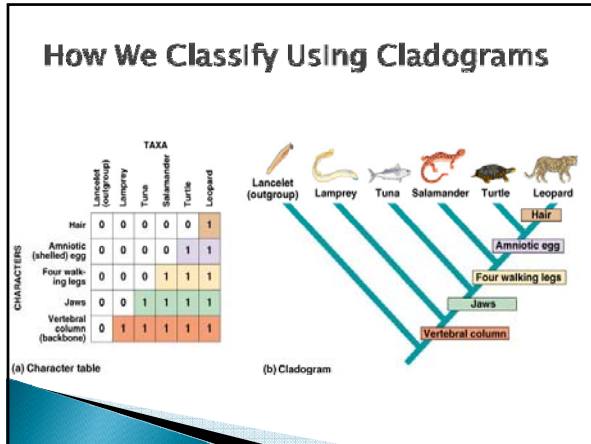 How We Classify Using Cladograms
TAXA
Lancelet
(outgroup)
Lamprey
Tuna
Salamander
Turtle
Leopard
CHARACTERS
Hair
0 0 0 0 0 1
Amniotic
(shelled) egg
0 0 0 0 1 1
Four walk-
ing legs
0 0 0 1 1 1
Jaws
0 0 1 1 1 1
Vertebral
column
(backbone)
0 1 1 1 1 1
(a) Character table
Lancelet
(outgroup)
Lamprey
Tuna
Salamander
Turtle
Leopard
Hair
Amniotic egg
Four walking legs
Jaws
Vertebral column
(b) Cladogram